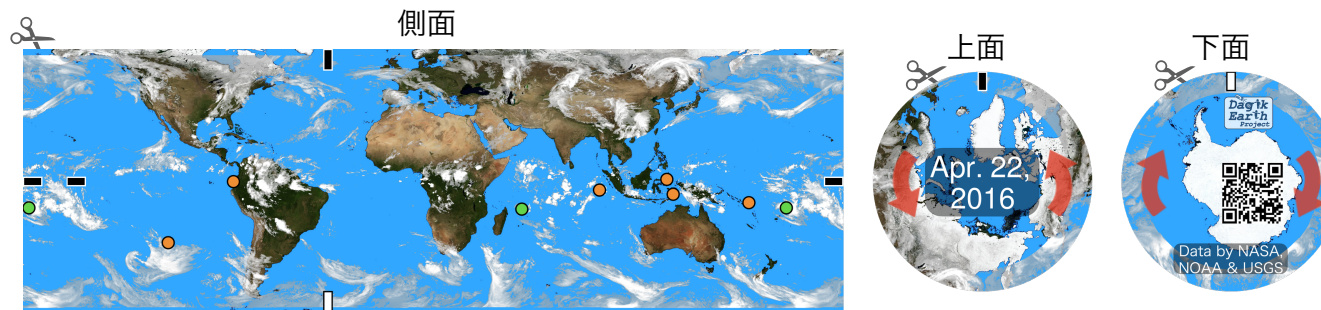 側面
上面
下面
Apr. 22,
2016
Dagik
Earth
Project
Data by NASA,
NOAA & USGS